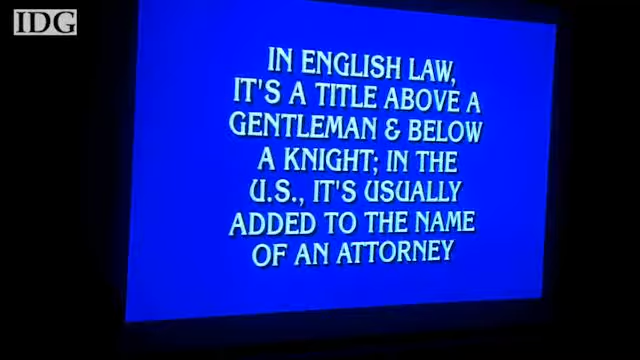 IDG
IN ENGLISH LAW,
IT'S A TITLE ABOVE A
GENTLEMAN & BELOW
A KNIGHT; IN THE
U.S., IT'S USUALLY
ADDED TO THE NAME
OF AN ATTORNEY